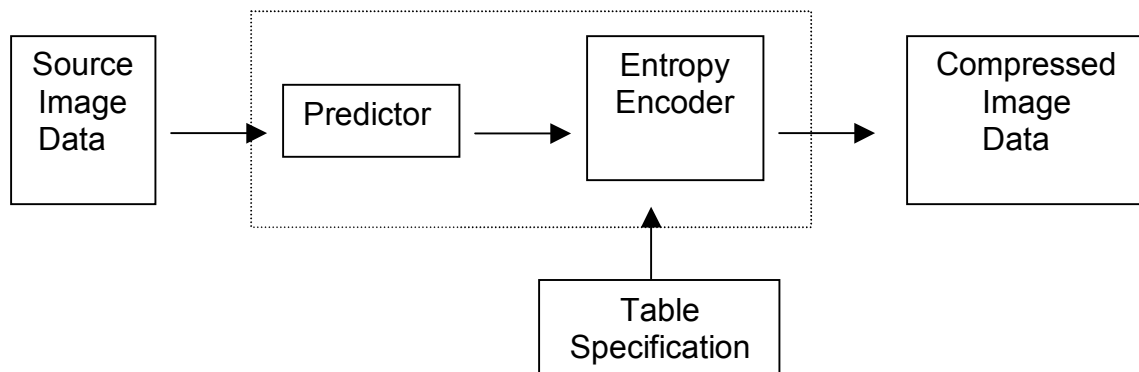 Source
Image
Data
Predictor
Entropy
Encoder
Compressed
Image
Data
Table
Specification